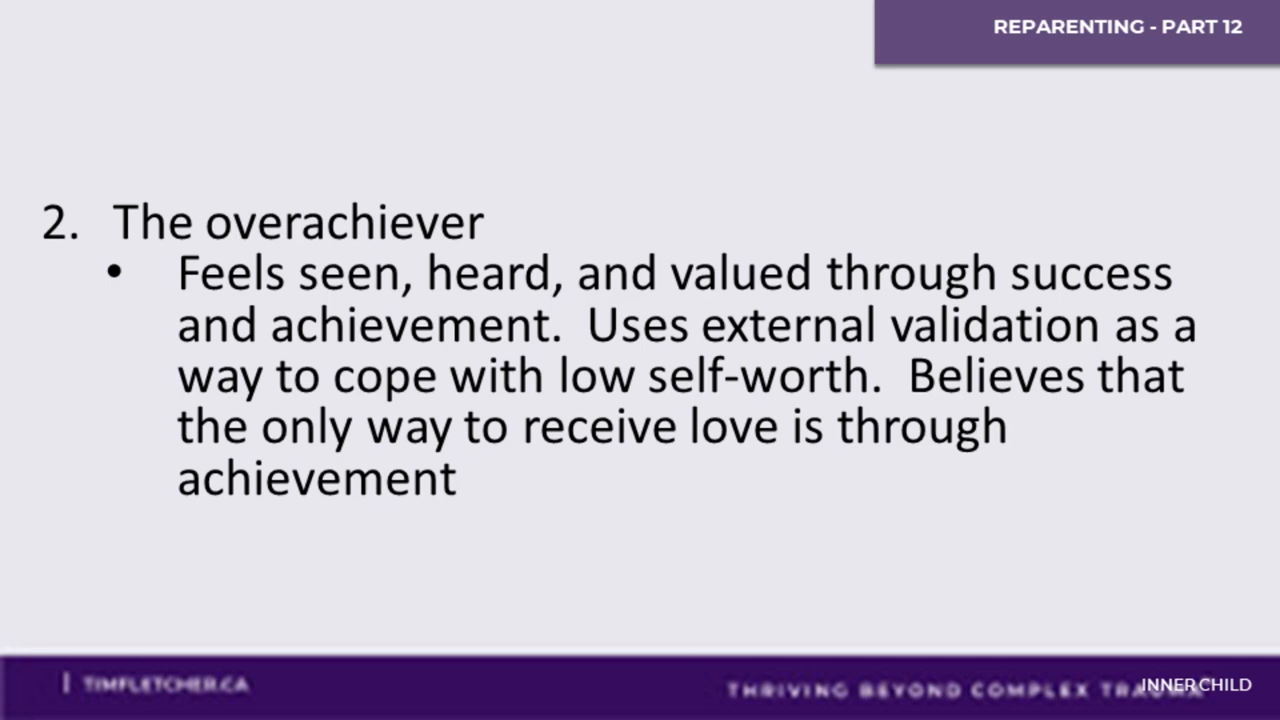 REPARENTING - PART 12
2. The overachiever
• Feels seen, heard, and valued through success
and achievement.  Uses external validation as a
way to cope with low self-worth.  Believes that
the only way to receive love is through
achievement
| TIMFLETCHER.CA
THRIVING BEYOND COMPLEX
INNER CHILD